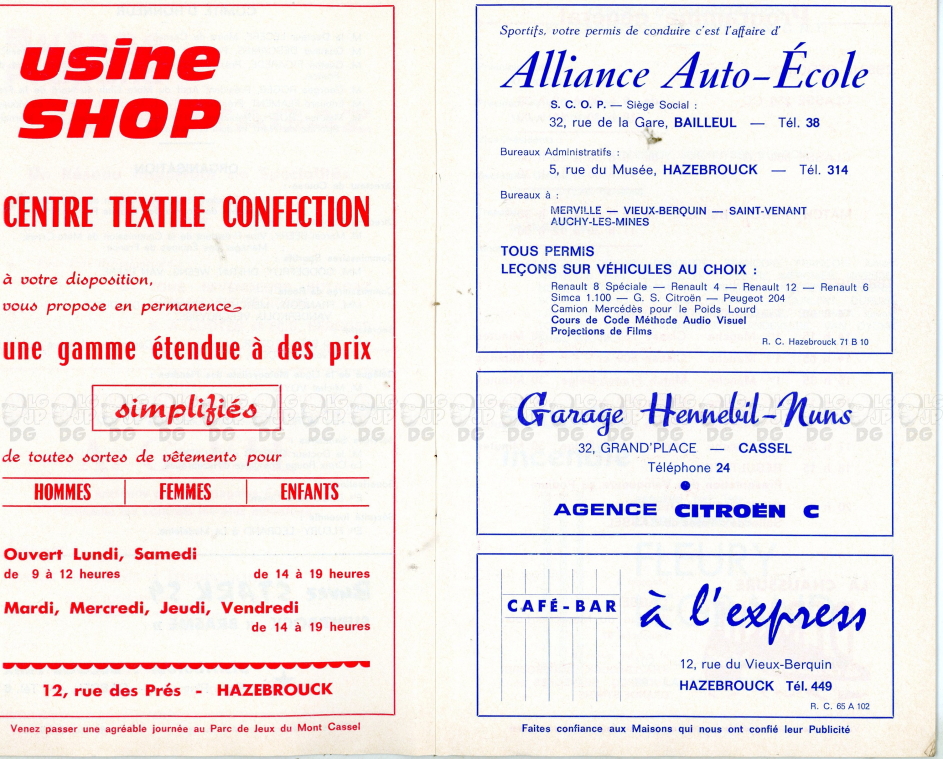 usine
SHOP
CENTRE TEXTILE CONFECTION
à votre disposition,
vous propose en permanence
une gamme étendue à des prix
simplifiés
de toutes sortes de vêtements pour
HOMMES FEMMES ENFANTS
Ouvert Lundi, Samedi
de 9 à 12 heures de 14 à 19 heures
Mardi, Mercredi, Jeudi, Vendredi
de 14 à 19 heures
12, rue des Prés - HAZEBROUCK
Venez passer une agréable journée au Parc de Jeux du Mont Cassel
Sportifs, votre permis de conduire c'est l'affaire d'
Alliance Auto-École
S. C. O. P. — Siège Social :
32, rue de la Gare, BAILLEUL — Tél. 38
Bureaux Administratifs :
5, rue du Musée, HAZEBROUCK — Tél. 314
Bureaux à :
MERVILLE — VIEUX-BERQUIN — SAINT-VENANT
AUCHY-LES-MINES
TOUS PERMIS
LEÇONS SUR VÉHICULES AU CHOIX :
Renault 8 Spéciale — Renault 4 — Renault 12 — Renault 6
Simca 1.100 — G. S. Citroën — Peugeot 204
Camion Mercédès pour le Poids Lourd
Cours de Code Méthode Audio Visuel
Projections de Films
R. C. Hazebrouck 71 B 10
Garage Hennebil-Nuns
32, GRAND'PLACE — CASSEL
Téléphone 24
AGENCE CITROËN C
CAFÉ-BAR
à l'express
12, rue du Vieux-Berquin
HAZEBROUCK Tél. 449
R. C. 65 A 102
Faites confiance aux Maisons qui nous ont confié leur Publicité